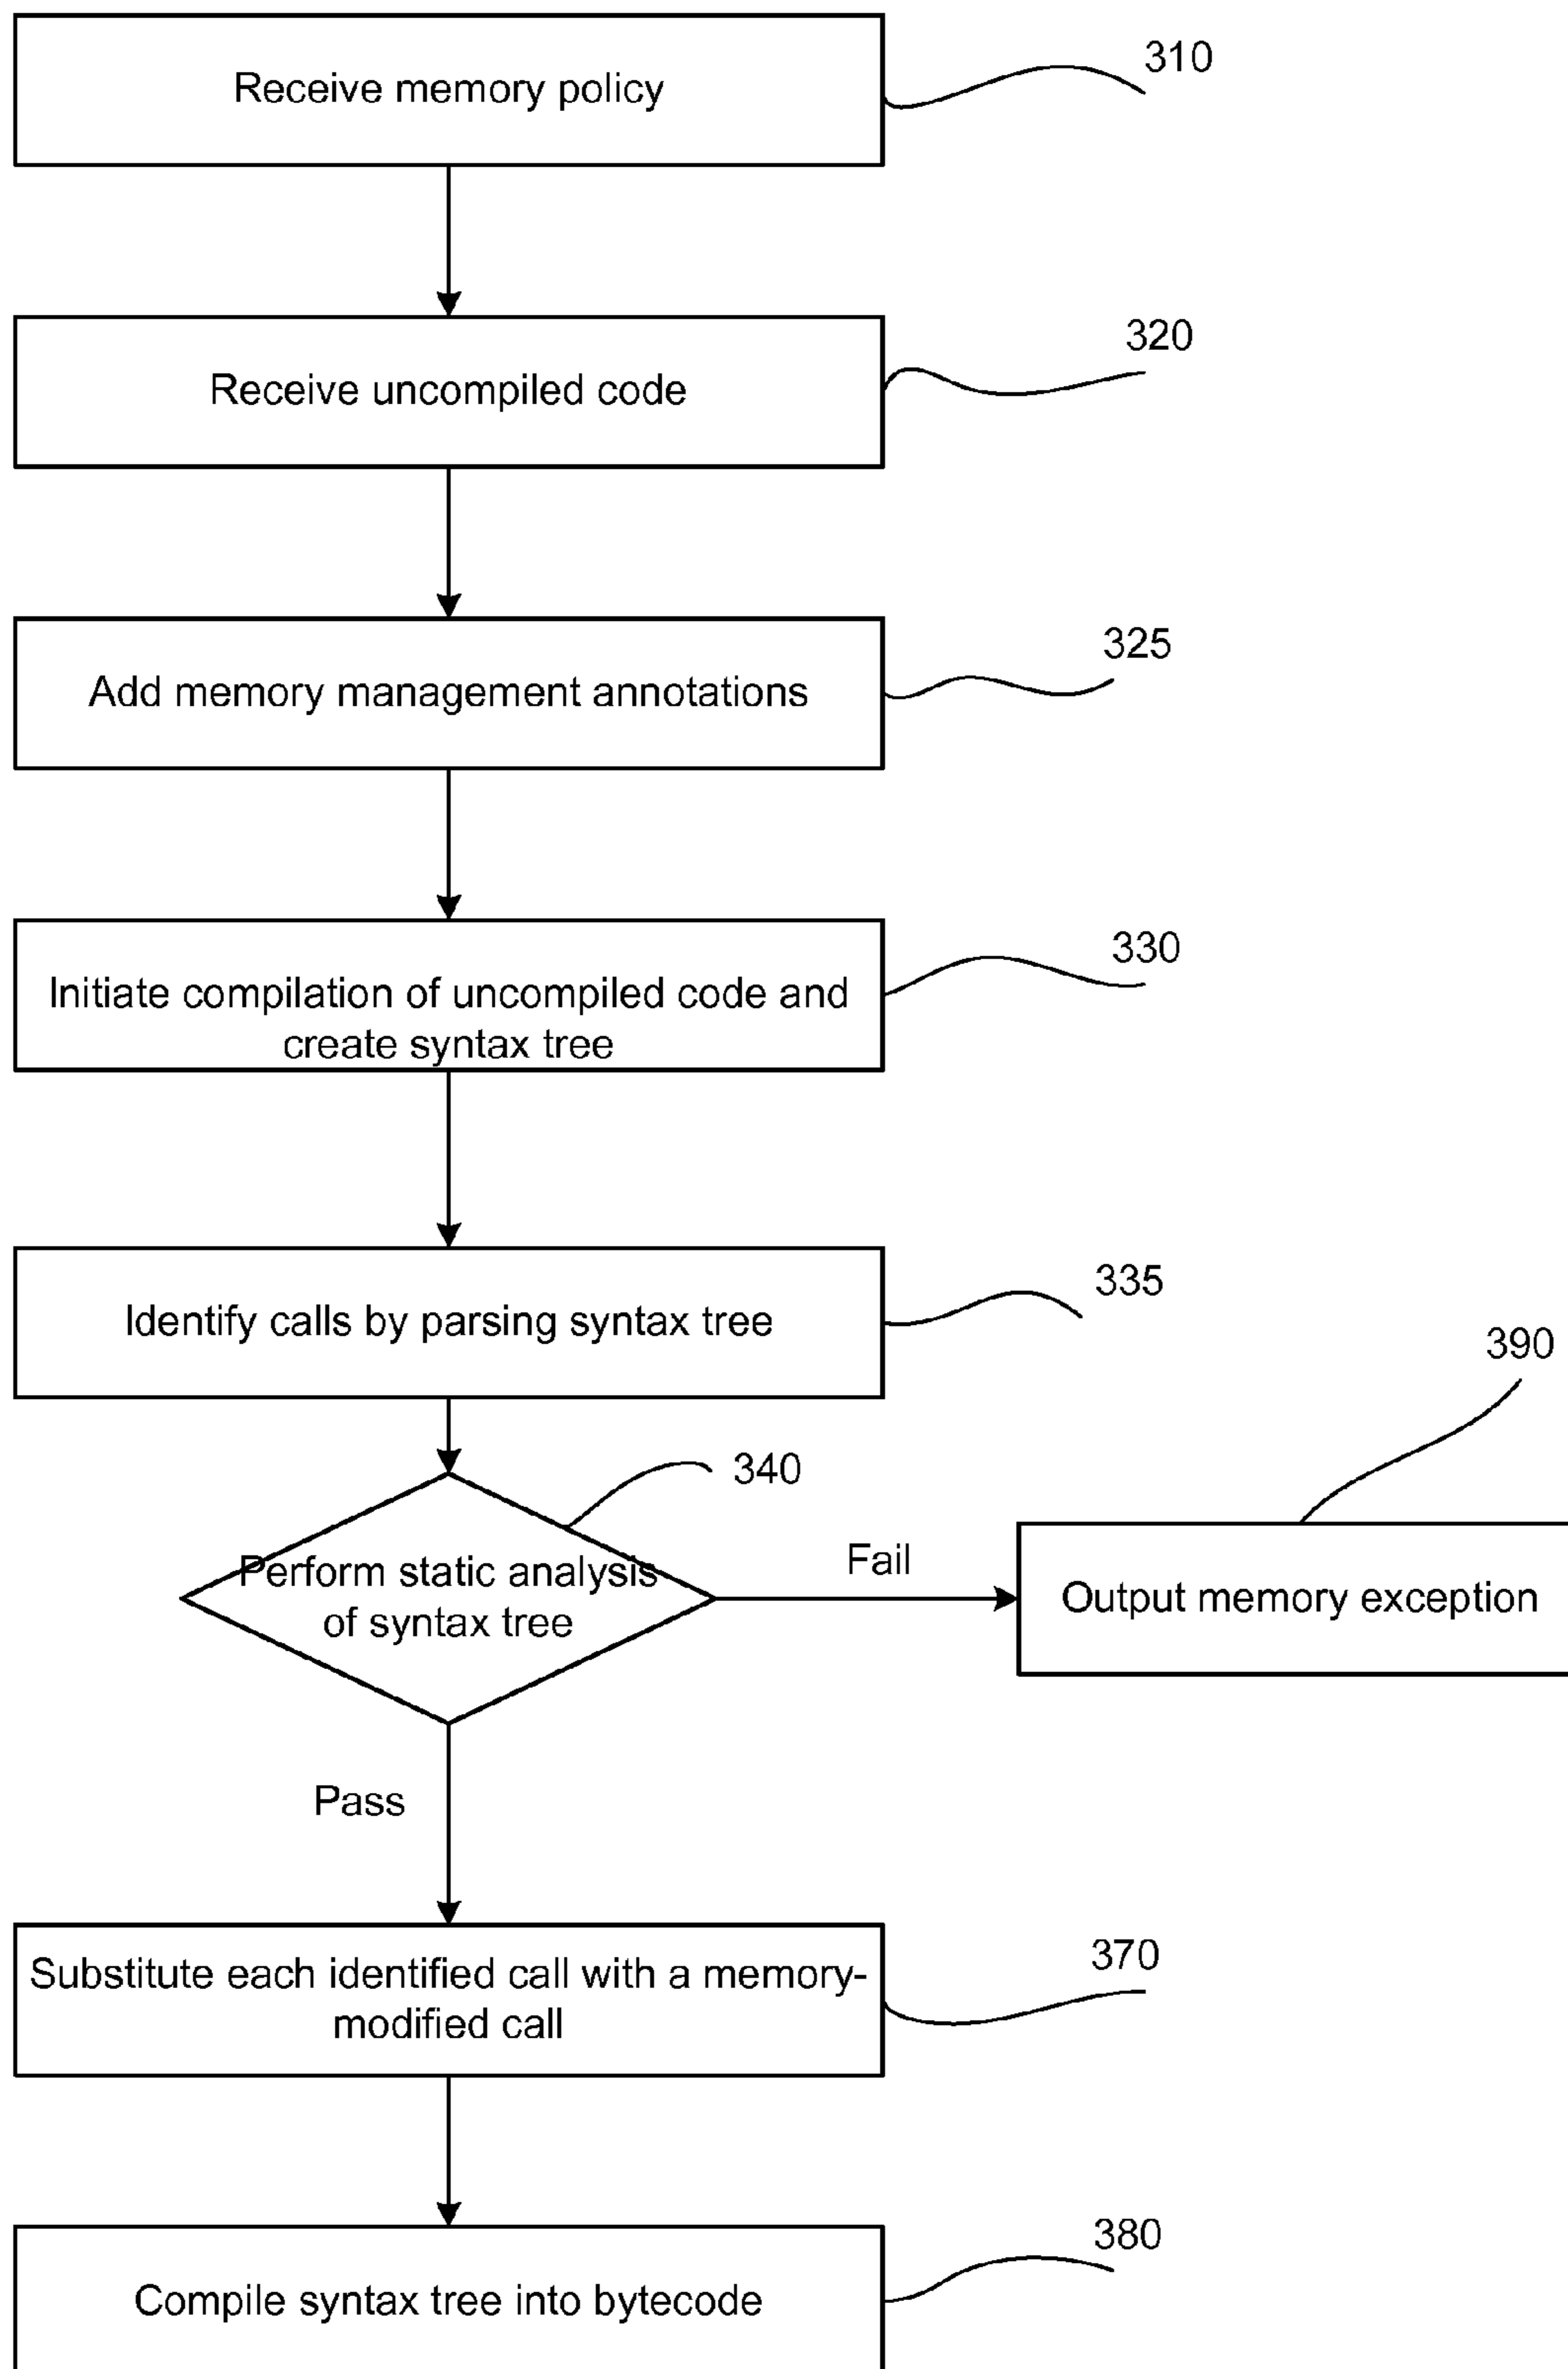 Receive memory policy
310
Receive uncompiled code
320
Add memory management annotations
325
Initiate compilation of uncompiled code and
create syntax tree
330
Identify calls by parsing syntax tree
335
390
340
Perform static analysis
of syntax tree
Fail
Output memory exception
Pass
Substitute each identified call with a memory-
modified call
370
Compile syntax tree into bytecode
380